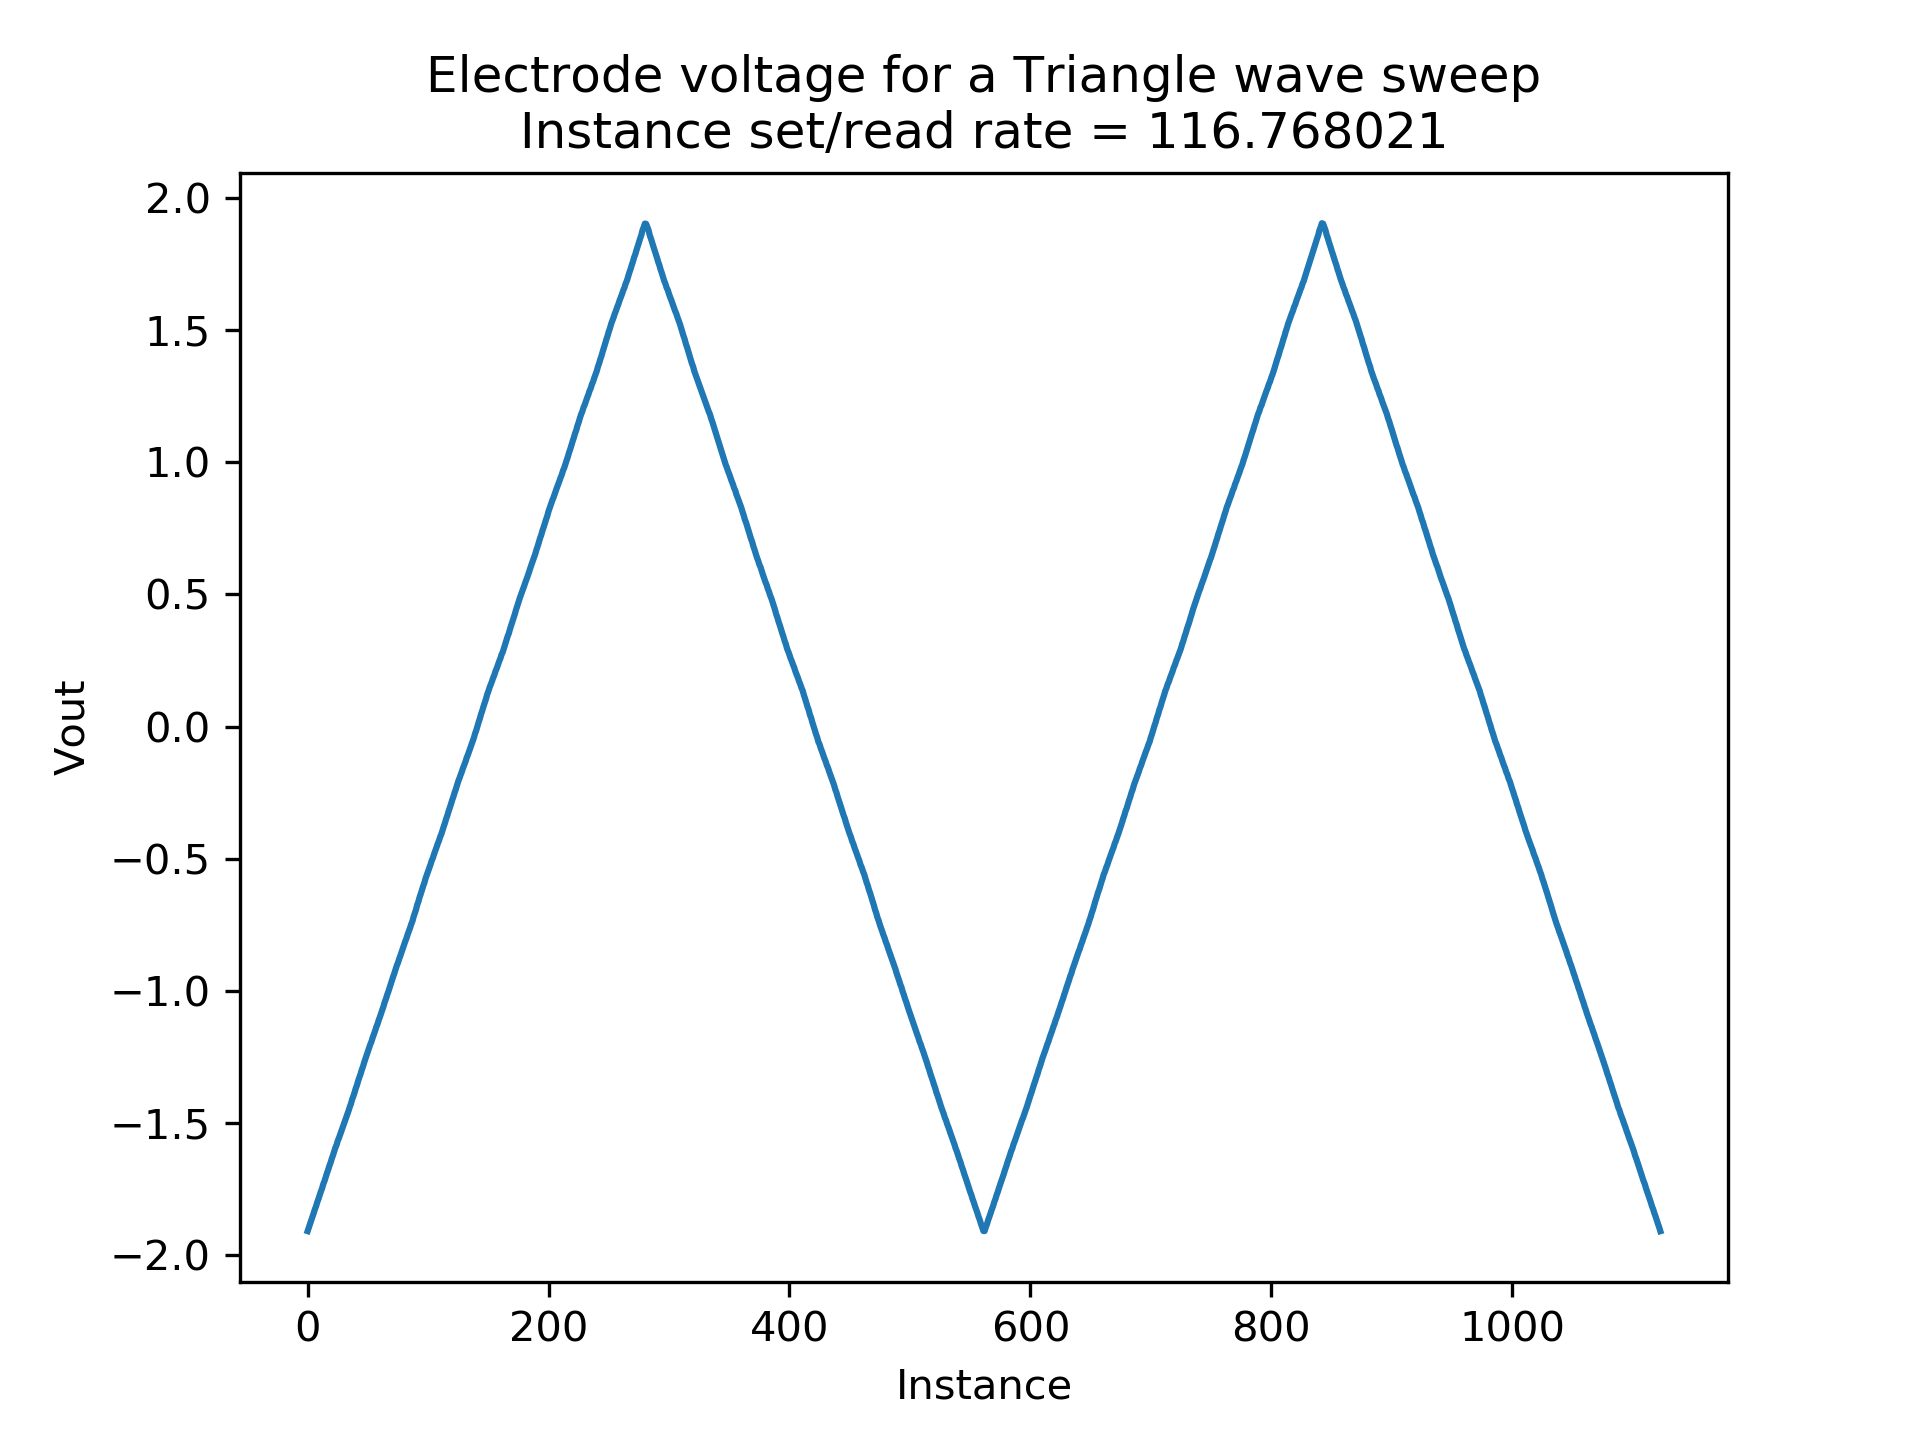 Electrode voltage for a Triangle wave sweep
Instance set/read rate = 116.768021
2.0
1.5
1.0
0.5
0.0
−0.5
−1.0
−1.5
−2.0
Vout
0 200 400 600 800 1000
Instance